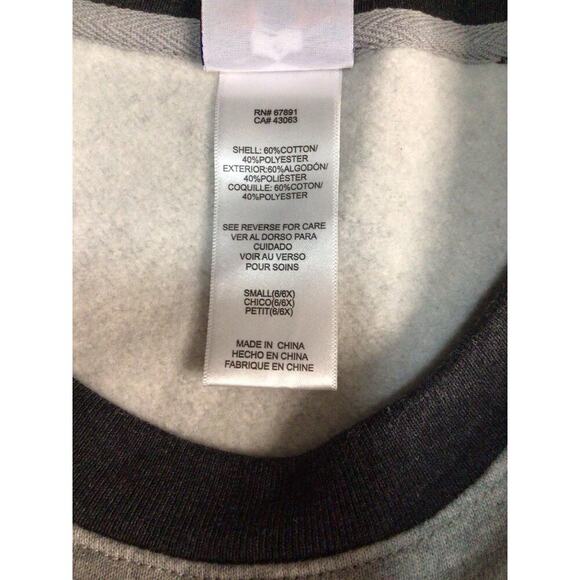 RN# 67891
CA# 43063
SHELL: 60%COTTON/
40%POLYESTER
EXTERIOR:60%ALGODÓN/
40%POLIÉSTER
COQUILLE: 60%COTON/
40%POLYESTER
SEE REVERSE FOR CARE
VER AL DORSO PARA
CUIDADO
VOIR AU VERSO
POUR SOINS
SMALL(6/6X)
CHICO(6/6X)
PETIT(6/6X)
MADE IN CHINA
HECHO EN CHINA
FABRIQUE EN CHINE